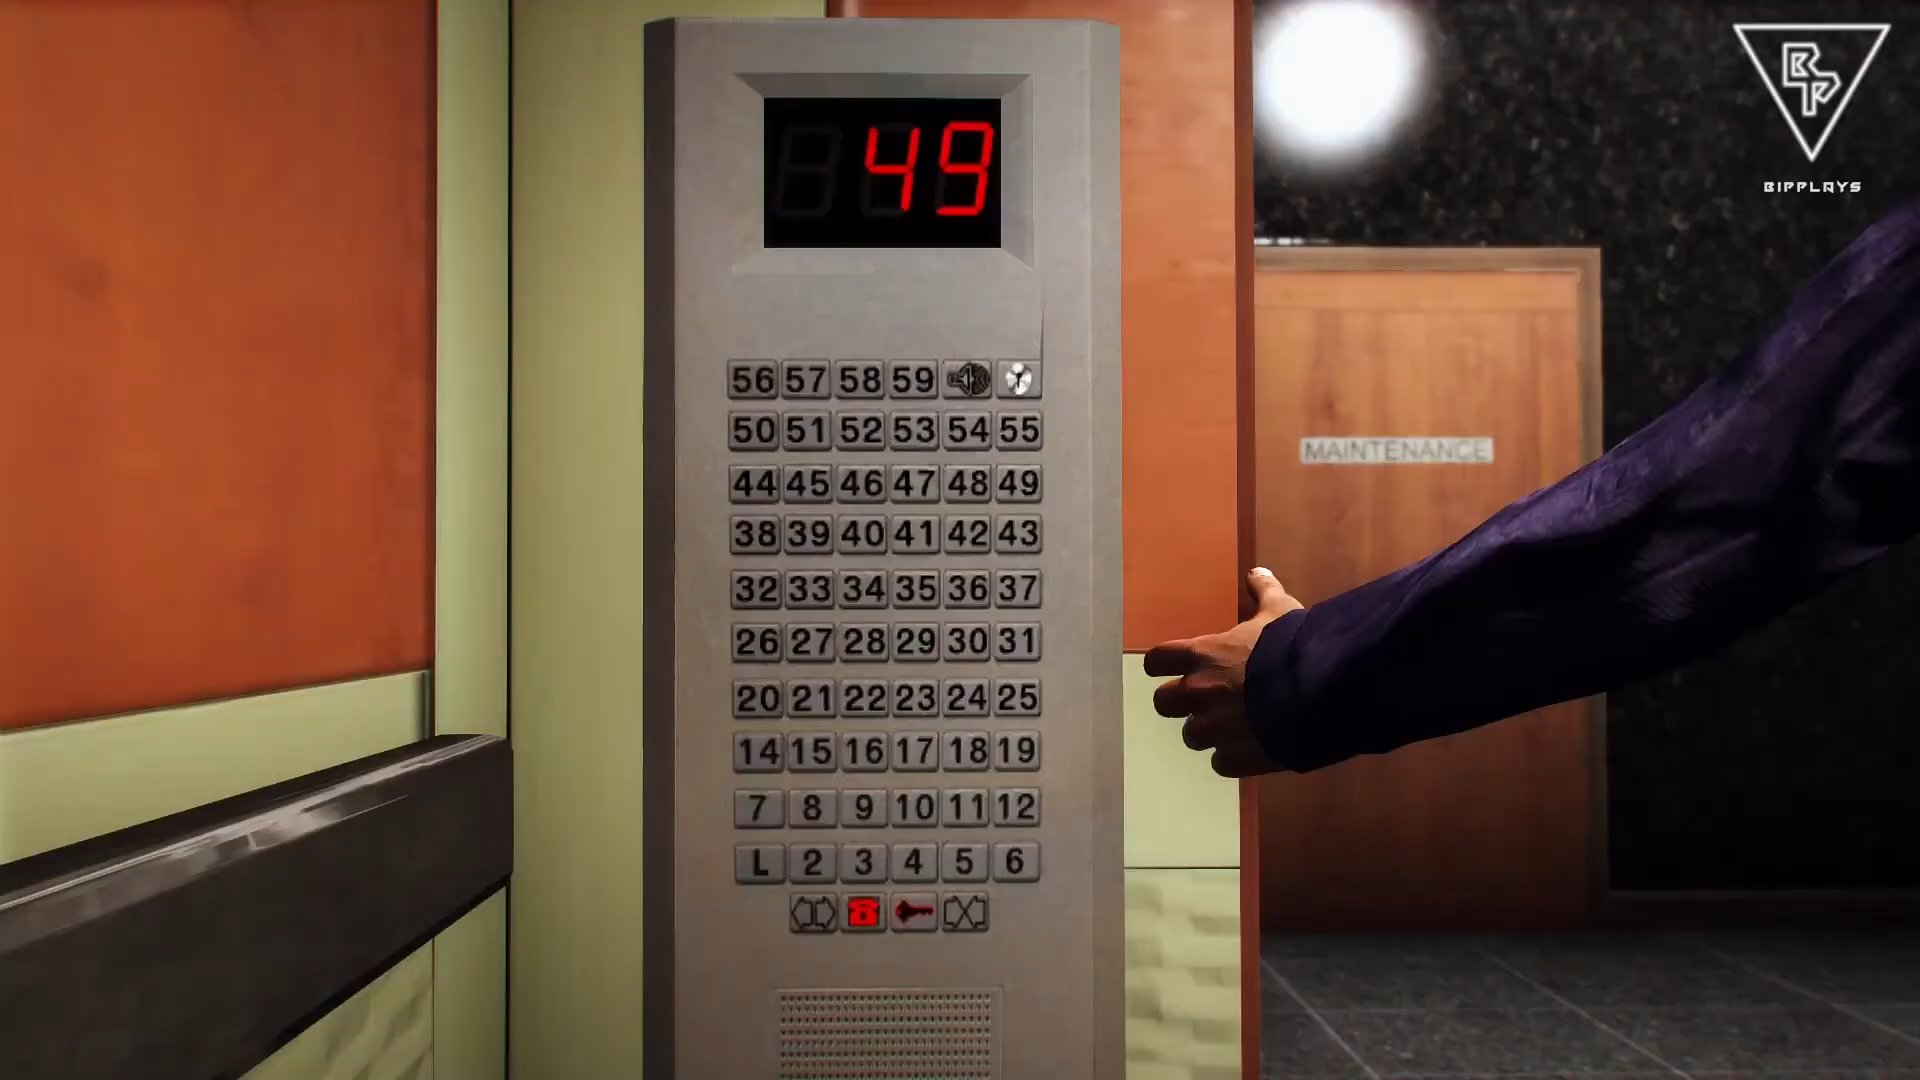 49
BP
BIPPLAYS
56 57 58 59
50 51 52 53 54 55
44 45 46 47 48 49
MAINTENANCE
38 39 40 41 42 43
32 33 34 35 36 37
26 27 28 29 30 31
20 21 22 23 24 25
14 15 16 17 18 19
7 8 9 10 11 12
L 2 3 4 5 6